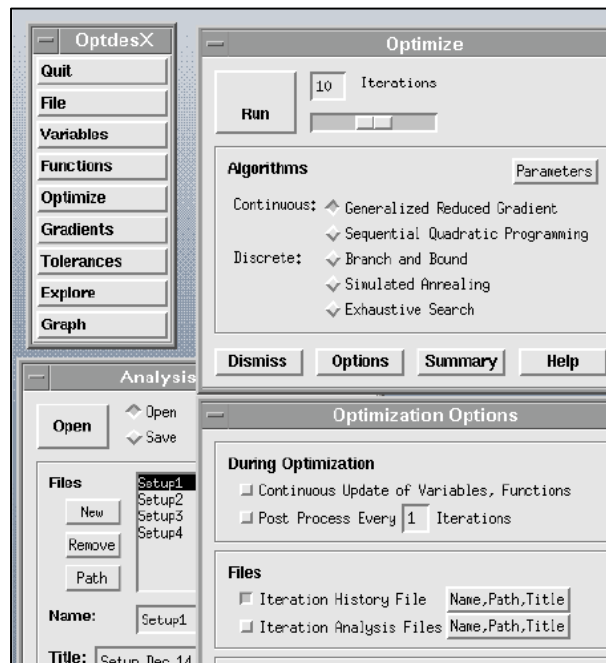 OptdesX
Quit
File
Variables
Functions
Optimize
Gradients
Tolerances
Explore
Graph
Optimize
Run
10 Iterations
Algorithms
Parameters
Continuous: Generalized Reduced Gradient
Sequential Quadratic Programming
Discrete: Branch and Bound
Simulated Annealing
Exhaustive Search
Dismiss Options Summary Help
Analysis
Open
Open
Save
Files
New
Remove
Path
Setup1
Setup2
Setup3
Setup4
Name: Setup1
Title: Setup Dec 14
Optimization Options
During Optimization
Continuous Update of Variables, Functions
Post Process Every 1 Iterations
Files
Iteration History File Name,Path,Title
Iteration Analysis Files Name,Path,Title